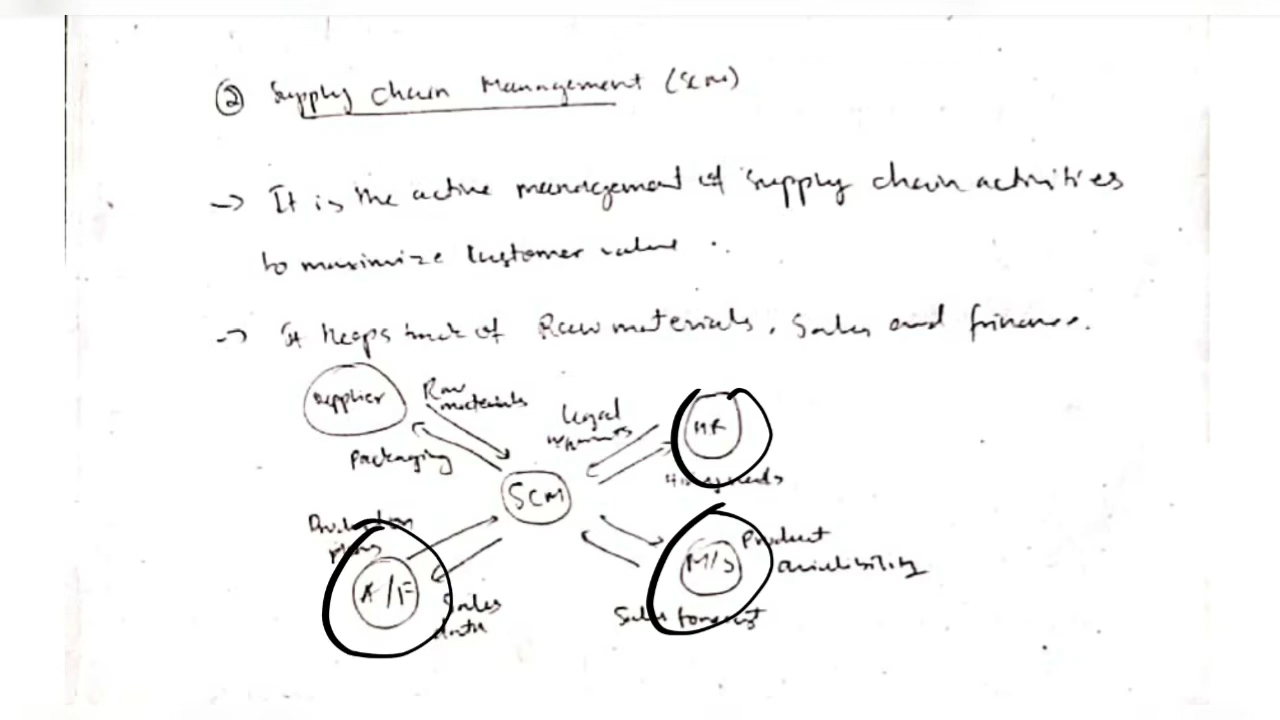 ② Supply Chain Management (SCM)
→ It is the active management of supply chain activities
to maximize customer value.
→ It keeps track of Raw materials, Sales and finance.
supplier
Raw
materials
Packaging
Legal
HR
Hiring needs
SCM
Production
plans
A/F
Sales
data
M/S
Product
Sales forecast